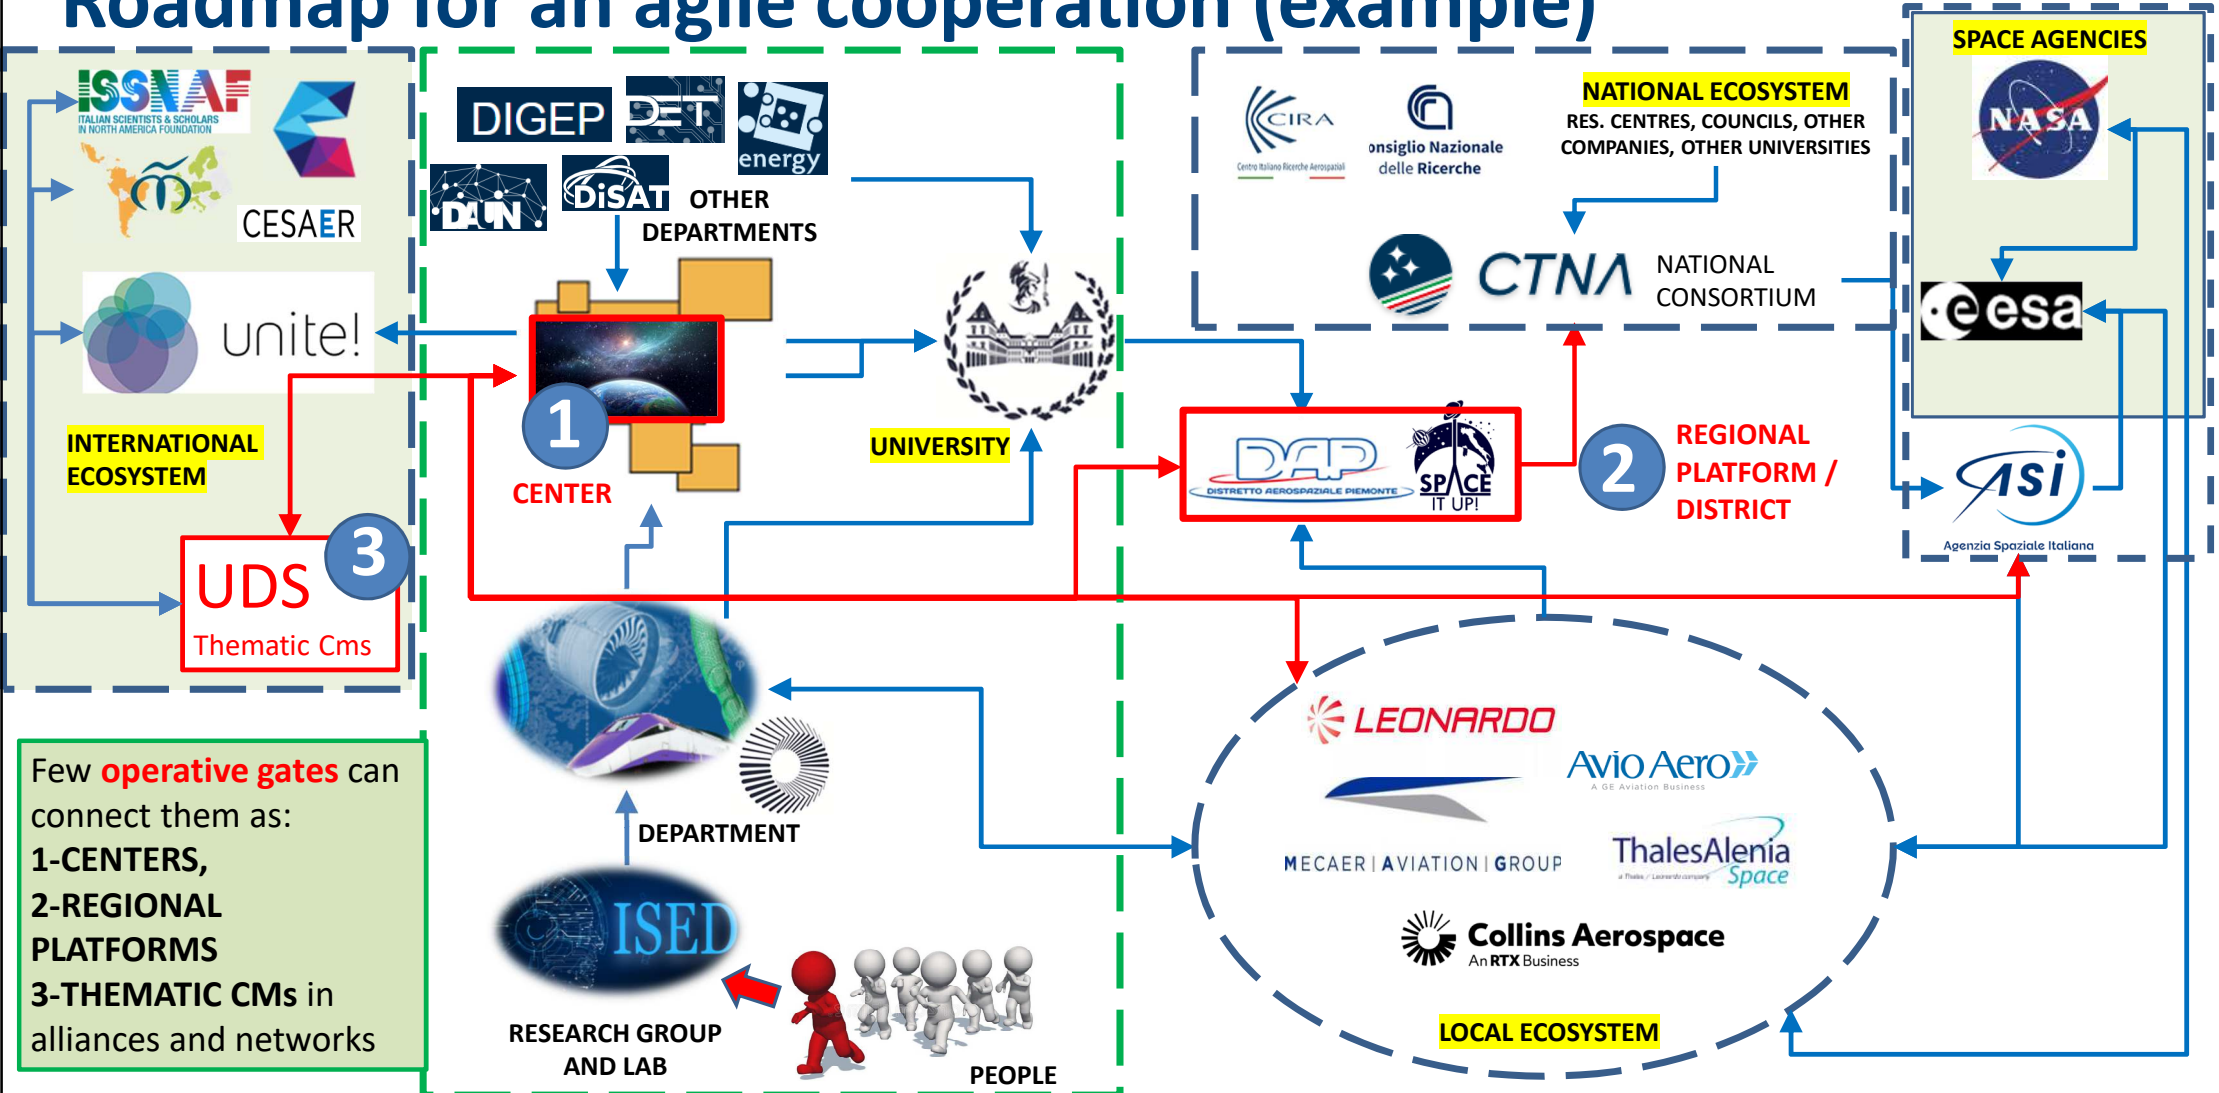 Roadmap for an agile cooperation (example)
ISSNAF
ITALIAN SCIENTISTS & SCHOLARS
IN NORTH AMERICA FOUNDATION
CESAER
unite!
INTERNATIONAL
ECOSYSTEM
UDS
Thematic Cms
3
Few operative gates can
connect them as:
1-CENTERS,
2-REGIONAL
PLATFORMS
3-THEMATIC CMs in
alliances and networks
DIGEP
DET
energy
DAUIN
DiSAT
OTHER
DEPARTMENTS
1
CENTER
UNIVERSITY
DEPARTMENT
ISED
RESEARCH GROUP
AND LAB
PEOPLE
CIRA
Centro Italiano Ricerche Aerospaziali
onsiglio Nazionale
delle Ricerche
NATIONAL ECOSYSTEM
RES. CENTRES, COUNCILS, OTHER
COMPANIES, OTHER UNIVERSITIES
CTNA
NATIONAL
CONSORTIUM
DAP
DISTRETTO AEROSPAZIALE PIEMONTE
SPACE
IT UP!
2
REGIONAL
PLATFORM /
DISTRICT
SPACE AGENCIES
NASA
esa
ASI
Agenzia Spaziale Italiana
LEONARDO
Avio Aero
A GE Aviation Business
MECAER | AVIATION | GROUP
ThalesAlenia
a Thales / Leonardo company
Space
Collins Aerospace
An RTX Business
LOCAL ECOSYSTEM